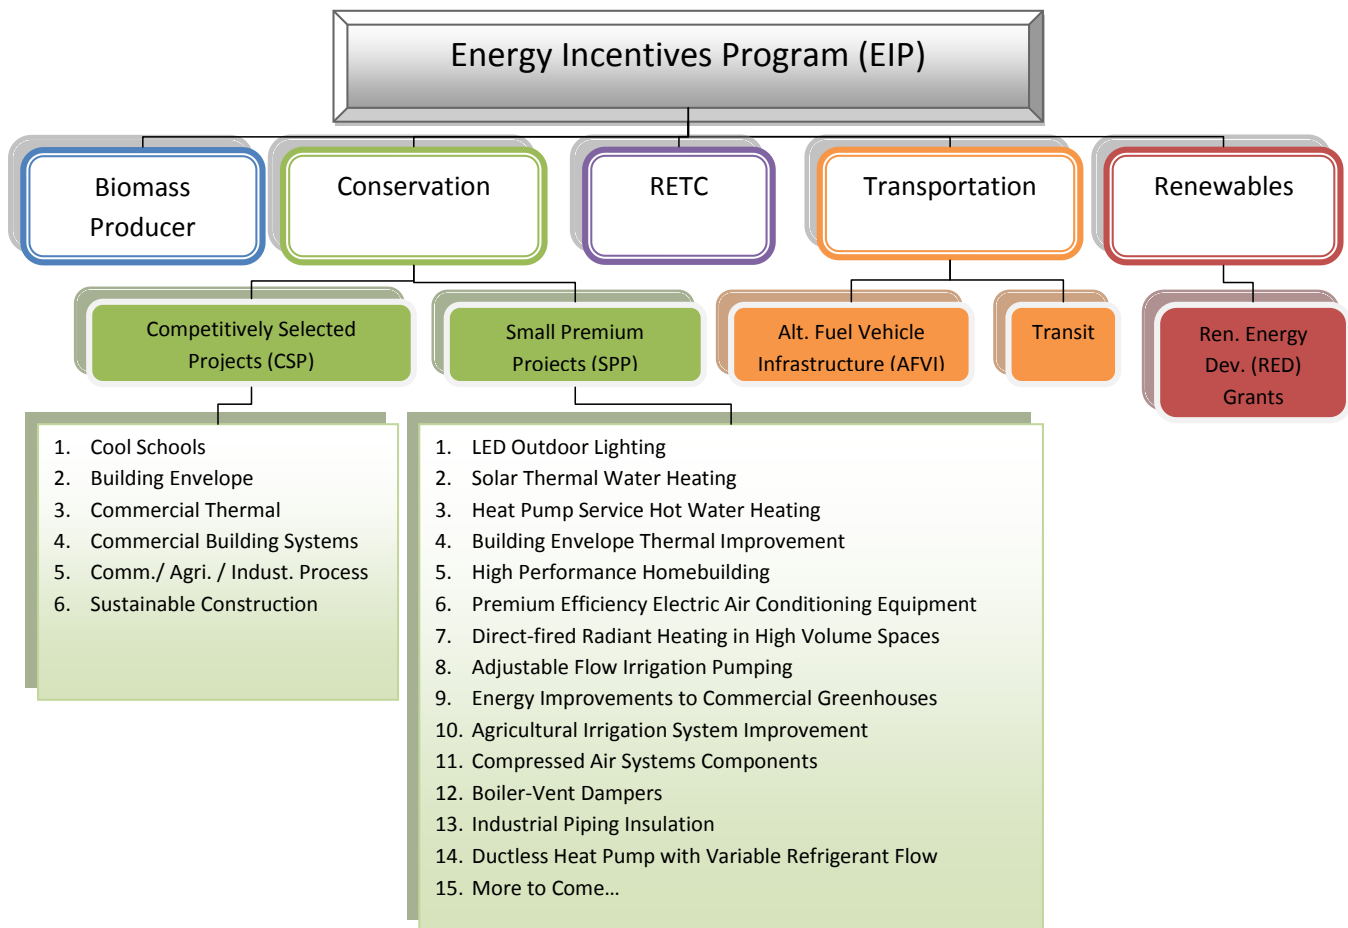 Energy Incentives Program (EIP)
Biomass
Producer
Conservation
RETC
Transportation
Renewables
Competitively Selected
Projects (CSP)
Small Premium
Projects (SPP)
Alt. Fuel Vehicle
Infrastructure (AFVI)
Transit
Ren. Energy
Dev. (RED)
Grants
1. Cool Schools
2. Building Envelope
3. Commercial Thermal
4. Commercial Building Systems
5. Comm./ Agri. / Indust. Process
6. Sustainable Construction
1. LED Outdoor Lighting
2. Solar Thermal Water Heating
3. Heat Pump Service Hot Water Heating
4. Building Envelope Thermal Improvement
5. High Performance Homebuilding
6. Premium Efficiency Electric Air Conditioning Equipment
7. Direct-fired Radiant Heating in High Volume Spaces
8. Adjustable Flow Irrigation Pumping
9. Energy Improvements to Commercial Greenhouses
10. Agricultural Irrigation System Improvement
11. Compressed Air Systems Components
12. Boiler-Vent Dampers
13. Industrial Piping Insulation
14. Ductless Heat Pump with Variable Refrigerant Flow
15. More to Come…